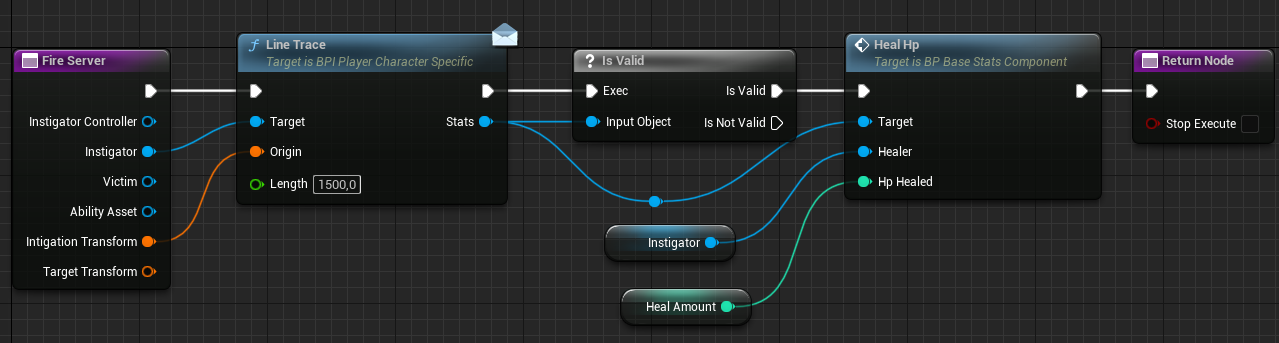 Fire Server
Instigator Controller
Instigator
Victim
Ability Asset
Intigation Transform
Target Transform
f Line Trace
Target is BPI Player Character Specific
Target
Stats
Origin
Length 1500,0
? Is Valid
Exec
Is Valid
Input Object
Is Not Valid
Instigator
Heal Amount
Heal Hp
Target is BP Base Stats Component
Target
Healer
Hp Healed
Return Node
Stop Execute